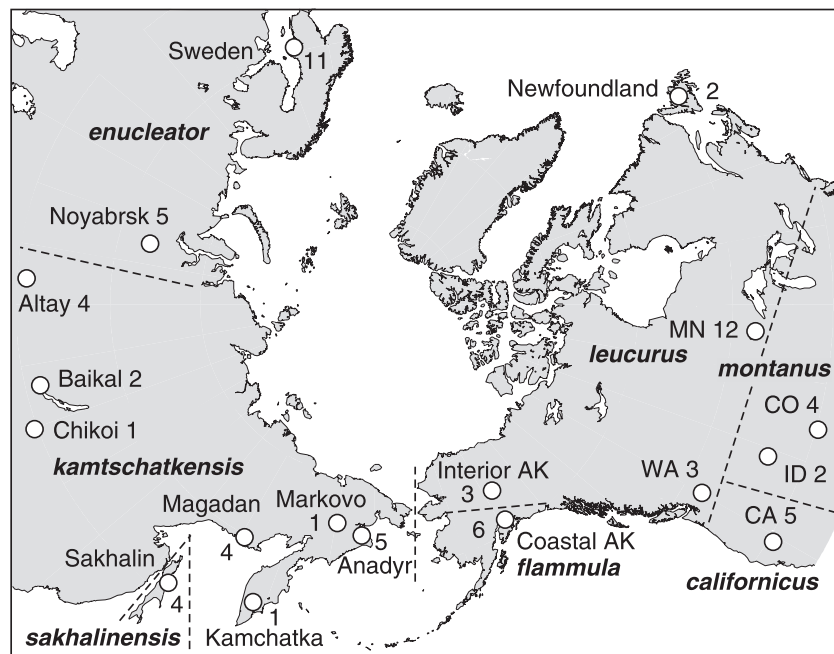 Sweden
11
enucleator
Newfoundland
2
Noyabrsk 5
Altay 4
MN 12
leucurus
montanus
Baikal 2
CO 4
Chikoi 1
kamtschatkensis
Interior AK
3
WA 3
ID 2
Magadan
4
Markovo
1
5
Anadyr
6
Coastal AK
flammula
CA 5
californicus
Sakhalin
4
sakhalinensis
1
Kamchatka